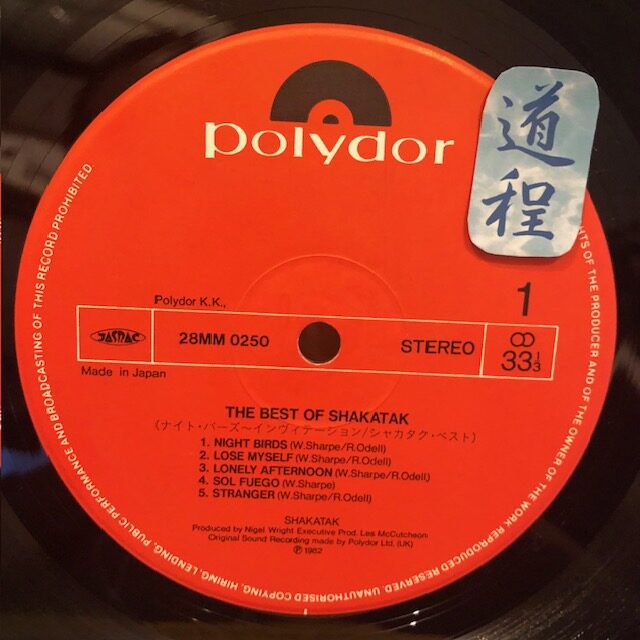 polydor
道
程
1
Polydor K.K.,
JASRAC
28MM 0250
STEREO
33 1/3
Made in Japan
THE BEST OF SHAKATAK
(ナイト・バーズ〜インヴィテーション/シャカタク・ベスト)
1. NIGHT BIRDS (W.Sharpe/R.Odell)
2. LOSE MYSELF (W.Sharpe/R.Odell)
3. LONELY AFTERNOON (W.Sharpe/R.Odell)
4. SOL FUEGO (W.Sharpe)
5. STRANGER (W.Sharpe/R.Odell)
SHAKATAK
Produced by Nigel Wright Executive Prod. Les McCutcheon
Original Sound Recording made by Polydor Ltd. (UK)
℗ 1982
HTS OF THE PRODUCER AND OF THE OWNER OF THE WORK REPRODUCED RESERVED. UNAUTHORISED COPYING, HIRING, LENDING, PUBLIC PERFORMANCE AND BROADCASTING OF THIS RECORD PROHIBITED.